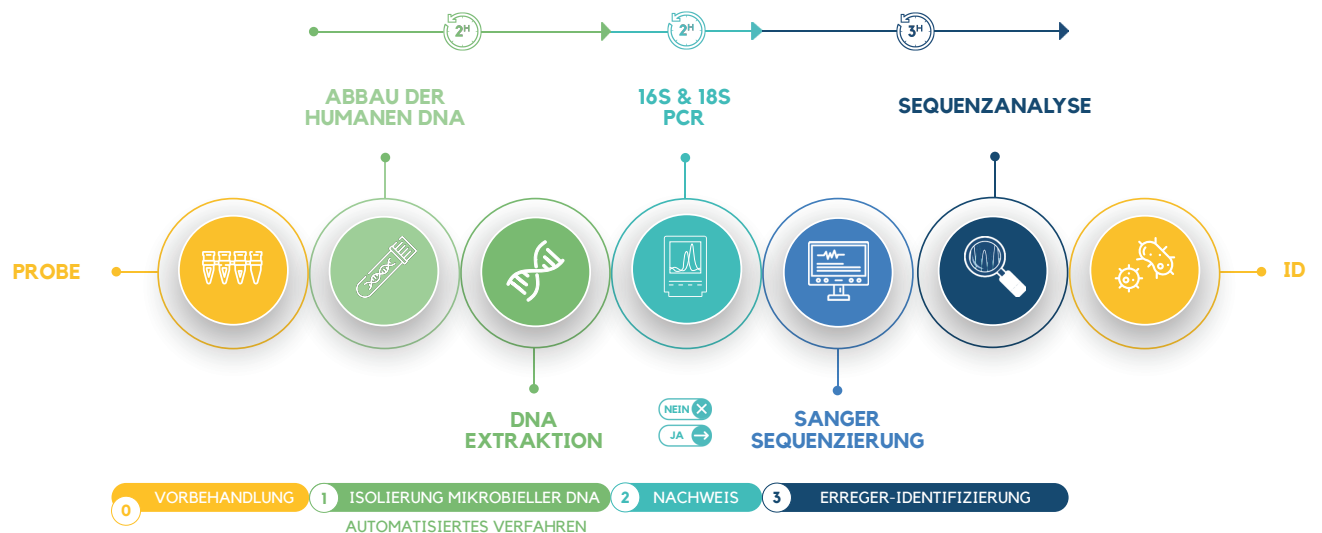 2H
2H
3H
ABBAU DER
HUMANEN DNA
16S & 18S
PCR
SEQUENZANALYSE
PROBE
ID
DNA
EXTRAKTION
NEIN
JA
SANGER
SEQUENZIERUNG
0 VORBEHANDLUNG
1 ISOLIERUNG MIKROBIELLER DNA
2 NACHWEIS
3 ERREGER-IDENTIFIZIERUNG
AUTOMATISIERTES VERFAHREN